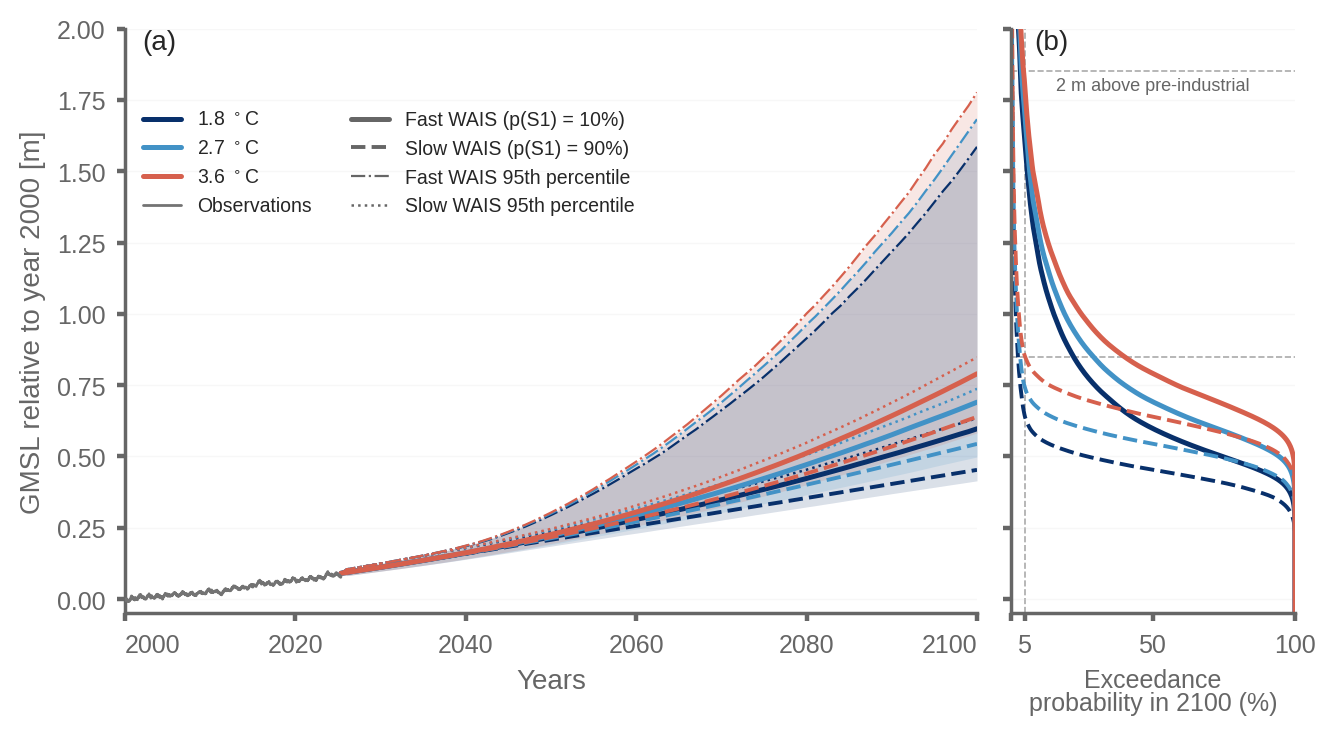 (a)
(b)
GMSL relative to year 2000 [m]
2.00
1.75
1.50
1.25
1.00
0.75
0.50
0.25
0.00
1.8 °C
2.7 °C
3.6 °C
Observations
Fast WAIS (p(S1) = 10%)
Slow WAIS (p(S1) = 90%)
Fast WAIS 95th percentile
Slow WAIS 95th percentile
2 m above pre-industrial
2000 2020 2040 2060 2080 2100
Years
5 50 100
Exceedance
probability in 2100 (%)